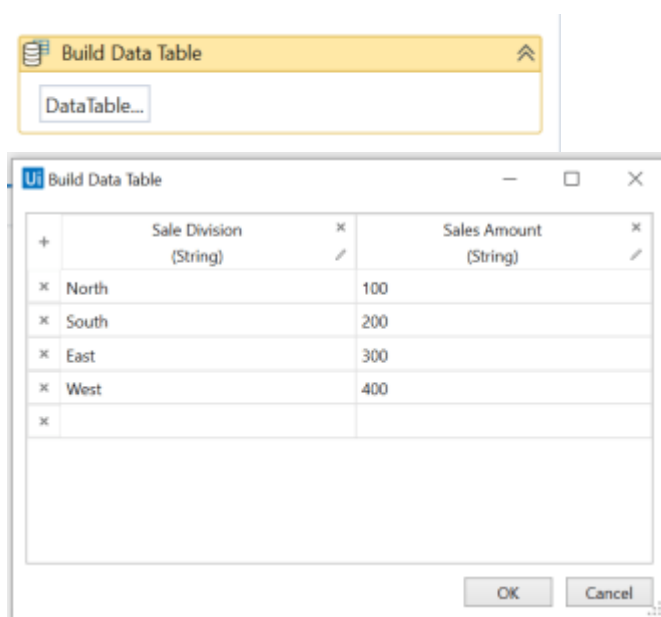 Build Data Table
DataTable...
Ui Build Data Table
Sale Division Sales Amount
(String) (String)
North 100
South 200
East 300
West 400
OK Cancel